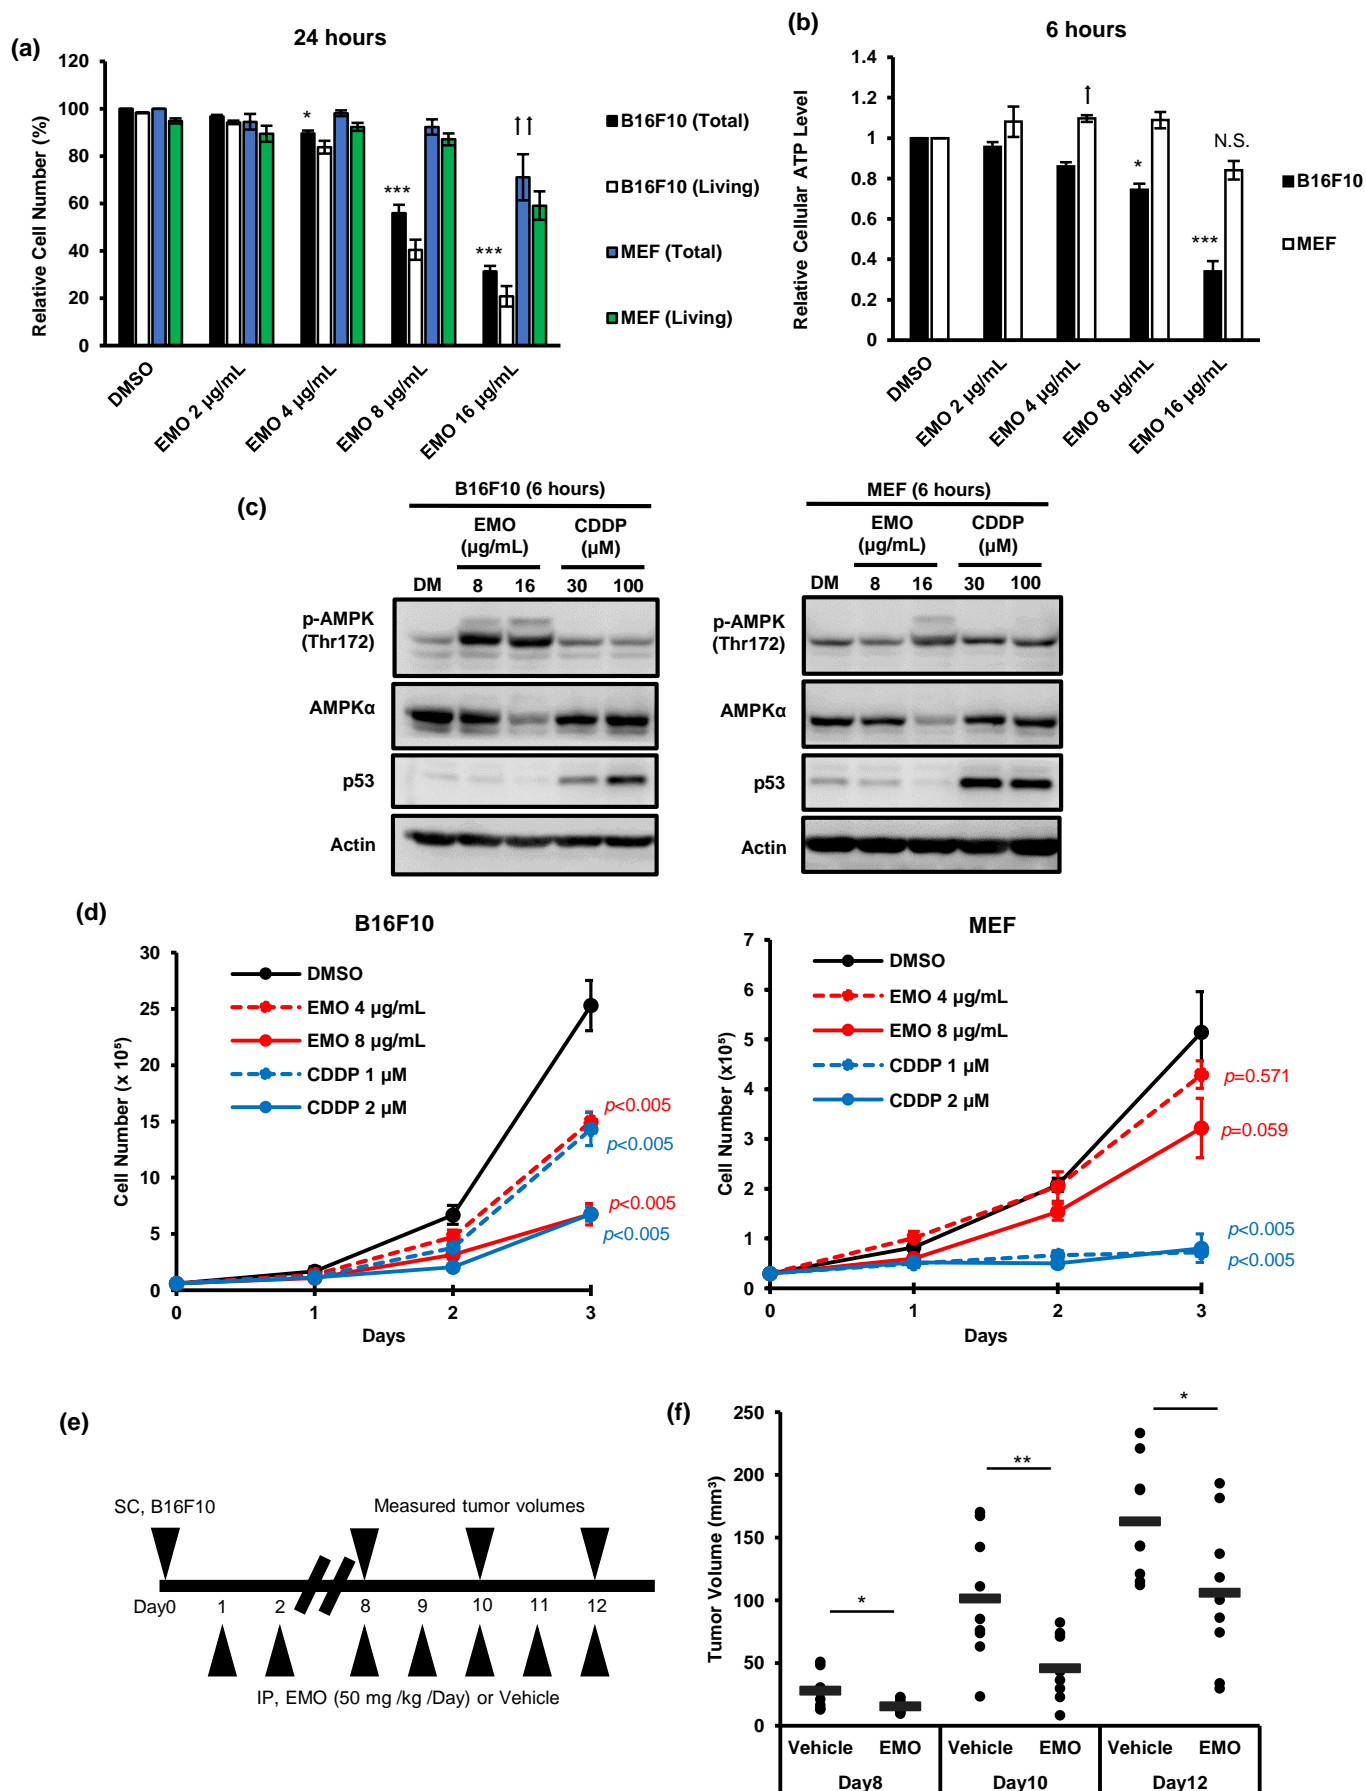 (a)
24 hours
Relative Cell Number (%)
120
100
80
60
40
20
0
*
***
***
††
DMSO
EMO 2 µg/mL
EMO 4 µg/mL
EMO 8 µg/mL
EMO 16 µg/mL
B16F10 (Total)
B16F10 (Living)
MEF (Total)
MEF (Living)
(b)
6 hours
Relative Cellular ATP Level
1.4
1.2
1
0.8
0.6
0.4
0.2
0
†
*
***
N.S.
DMSO
EMO 2 µg/mL
EMO 4 µg/mL
EMO 8 µg/mL
EMO 16 µg/mL
B16F10
MEF
(c)
B16F10 (6 hours)
EMO
(µg/mL)
CDDP
(µM)
DM 8 16 30 100
p-AMPK
(Thr172)
AMPKα
p53
Actin
MEF (6 hours)
EMO
(µg/mL)
CDDP
(µM)
DM 8 16 30 100
p-AMPK
(Thr172)
AMPKα
p53
Actin
(d)
B16F10
Cell Number (x 10⁵)
30
25
20
15
10
5
0
DMSO
EMO 4 µg/mL
EMO 8 µg/mL
CDDP 1 µM
CDDP 2 µM
p<0.005
p<0.005
p<0.005
p<0.005
0 1 2 3
Days
MEF
Cell Number (x10⁵)
7
6
5
4
3
2
1
0
DMSO
EMO 4 µg/mL
EMO 8 µg/mL
CDDP 1 µM
CDDP 2 µM
p=0.571
p=0.059
p<0.005
p<0.005
0 1 2 3
Days
(e)
SC, B16F10
Measured tumor volumes
Day0 1 2 8 9 10 11 12
IP, EMO (50 mg /kg /Day) or Vehicle
(f)
Tumor Volume (mm³)
250
200
150
100
50
0
*
**
*
Vehicle EMO Vehicle EMO Vehicle EMO
Day8 Day10 Day12